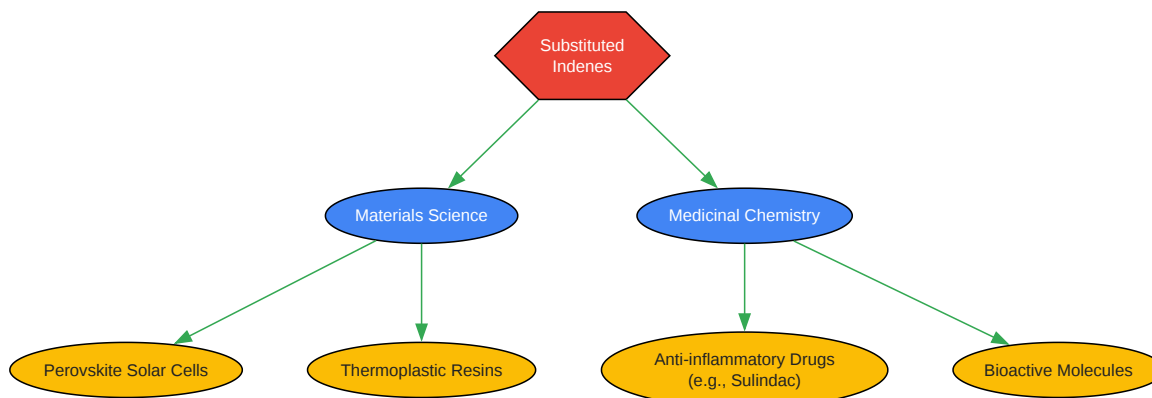 Substituted
Indenes
Materials Science
Medicinal Chemistry
Perovskite Solar Cells
Thermoplastic Resins
Anti-inflammatory Drugs
(e.g., Sulindac)
Bioactive Molecules